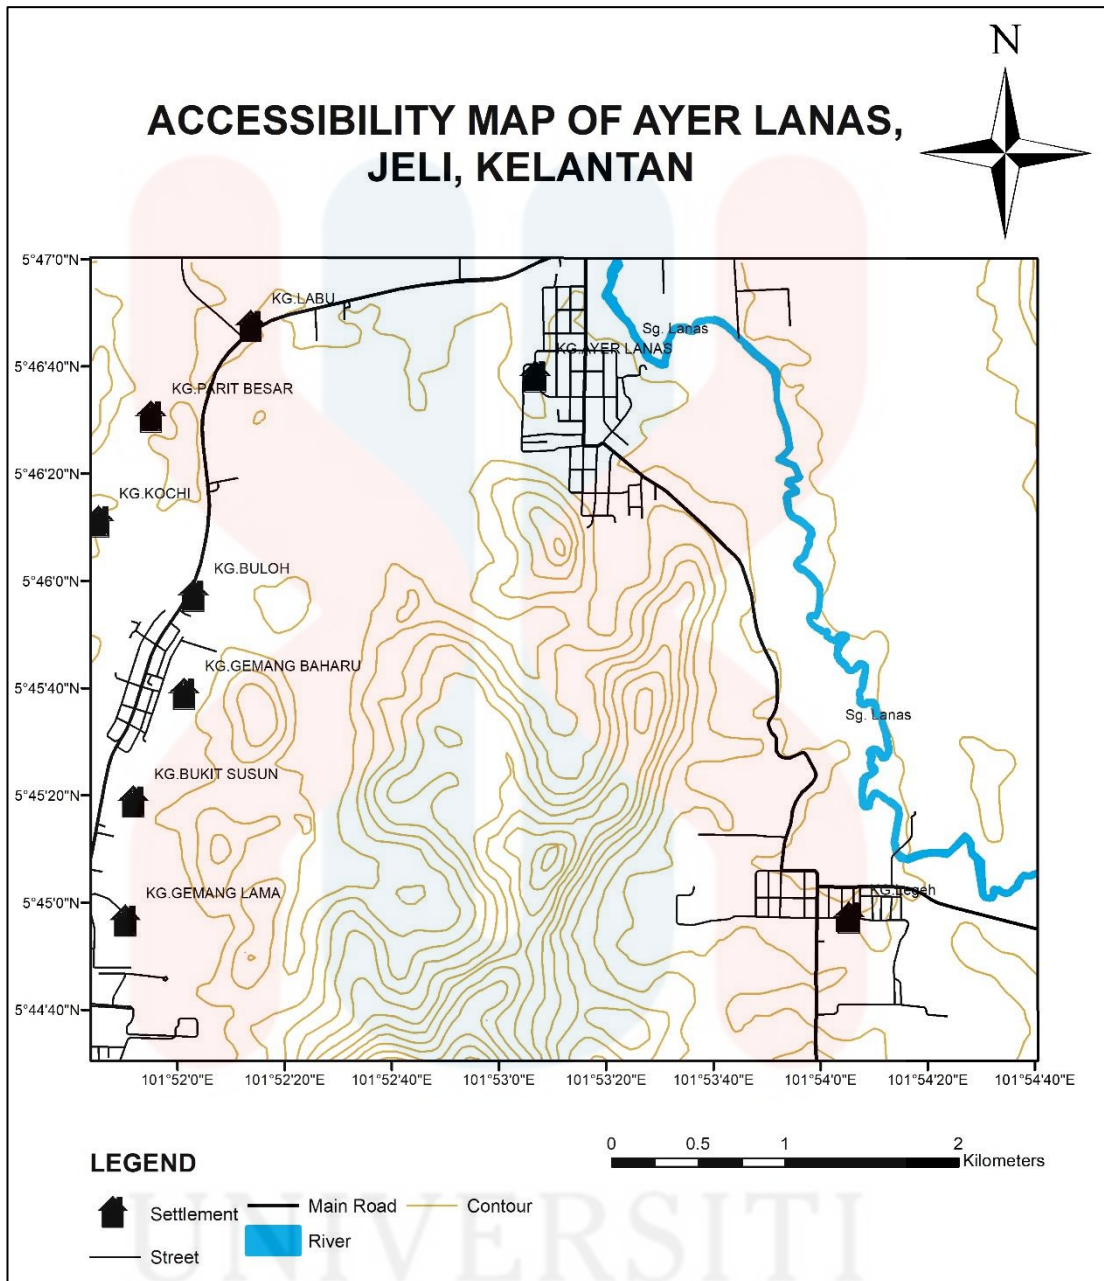 N
ACCESSIBILITY MAP OF AYER LANAS,
JELI, KELANTAN
5°47'0"N
KG.LABU
Sg. Lanas
KG.AYER LANAS
5°46'40"N
KG.PARIT BESAR
5°46'20"N
KG.KOCHI
5°46'0"N
KG.BULOH
KG.GEMANG BAHARU
5°45'40"N
Sg. Lanas
KG.BUKIT SUSUN
5°45'20"N
KG.GEMANG LAMA
KG.Legeh
5°45'0"N
5°44'40"N
101°52'0"E 101°52'20"E 101°52'40"E 101°53'0"E 101°53'20"E 101°53'40"E 101°54'0"E 101°54'20"E 101°54'40"E
0 0.5 1 2
Kilometers
LEGEND
Settlement Main Road Contour
River
Street
UNIVERSITI